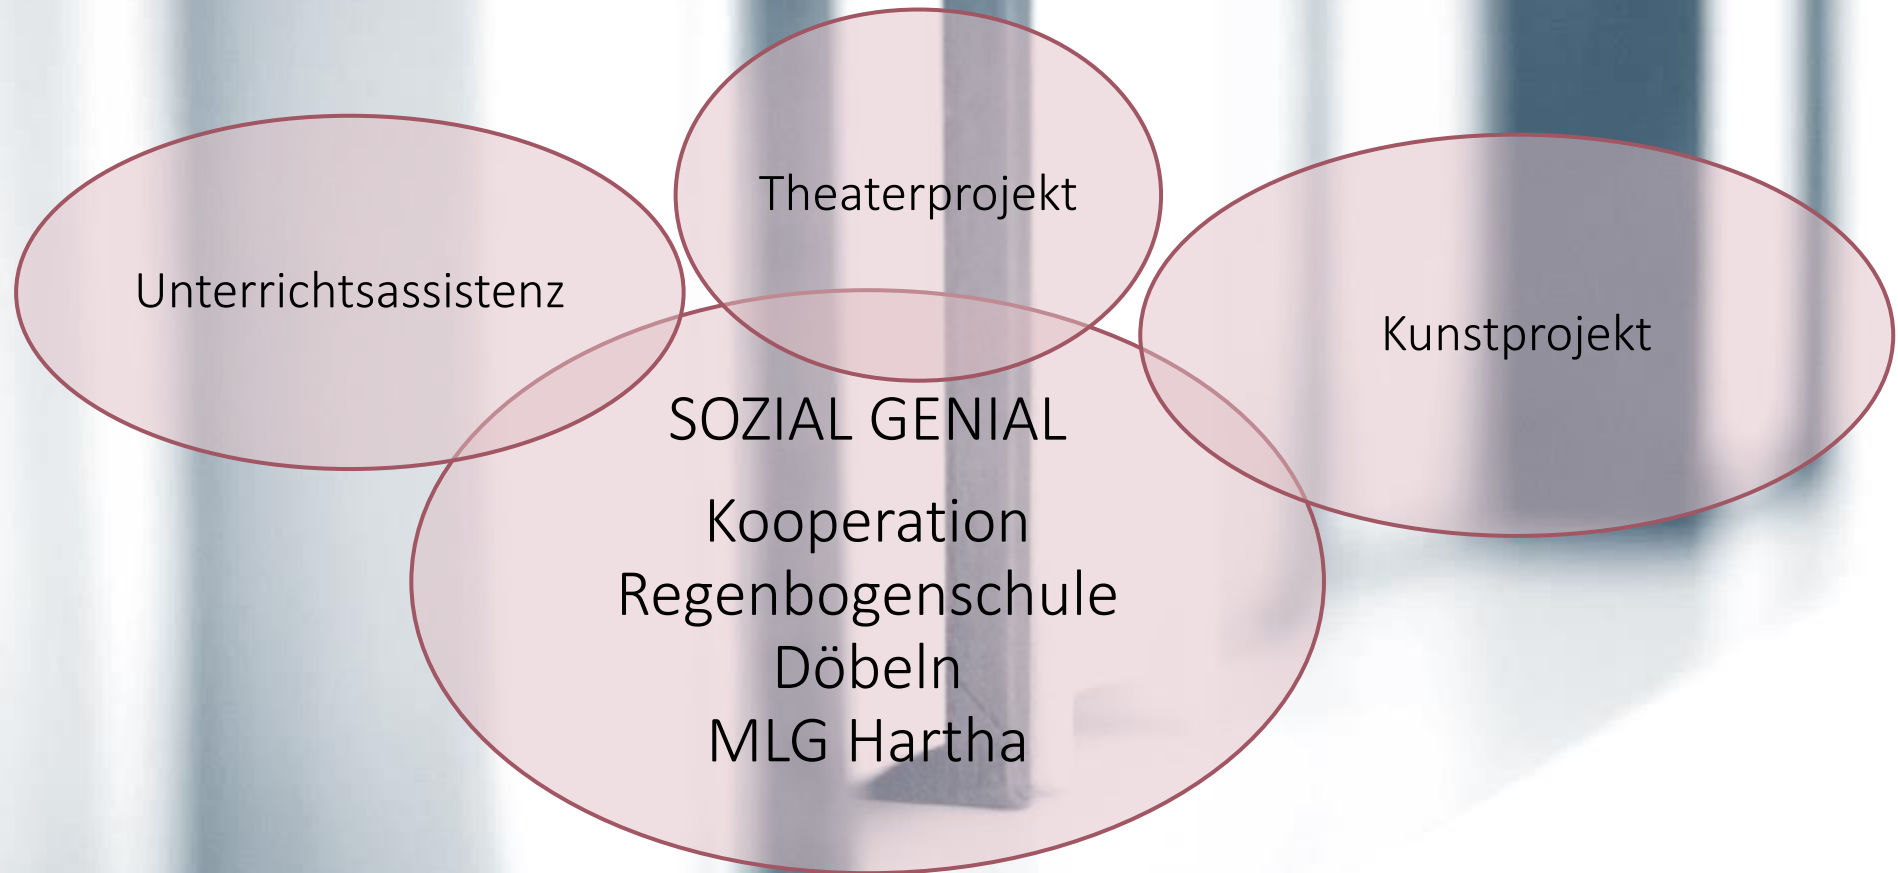 Theaterprojekt
Unterrichtsassistenz
Kunstprojekt
SOZIAL GENIAL
Kooperation
Regenbogenschule
Döbeln
MLG Hartha